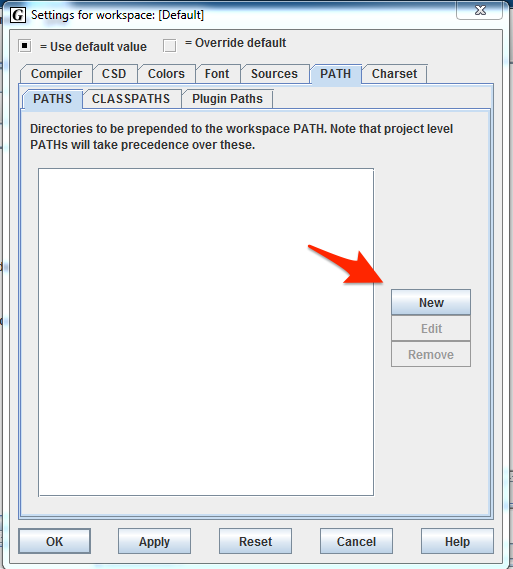 G Settings for workspace: [Default]
= Use default value = Override default
Compiler CSD Colors Font Sources PATH Charset
PATHS CLASSPATHS Plugin Paths
Directories to be prepended to the workspace PATH. Note that project level
PATHs will take precedence over these.
New
Edit
Remove
OK Apply Reset Cancel Help